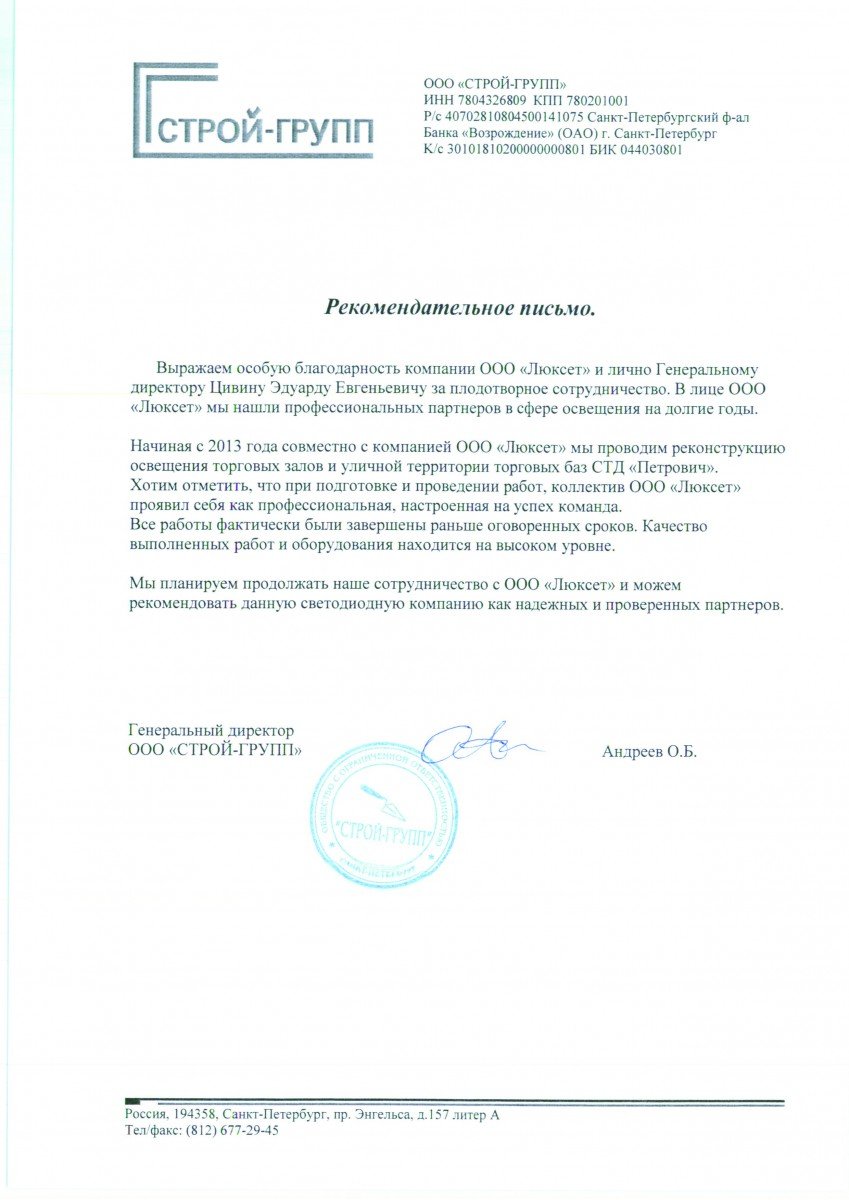 СТРОЙ-ГРУПП
ООО «СТРОЙ-ГРУПП»
ИНН 7804326809 КПП 780201001
Р/с 40702810804500141075 Санкт-Петербургский ф-ал
Банка «Возрождение» (ОАО) г. Санкт-Петербург
К/с 30101810200000000801 БИК 044030801
Рекомендательное письмо.
Выражаем особую благодарность компании ООО «Люксет» и лично Генеральному
директору Цивину Эдуарду Евгеньевичу за плодотворное сотрудничество. В лице ООО
«Люксет» мы нашли профессиональных партнеров в сфере освещения на долгие годы.
Начиная с 2013 года совместно с компанией ООО «Люксет» мы проводим реконструкцию
освещения торговых залов и уличной территории торговых баз СТД «Петрович».
Хотим отметить, что при подготовке и проведении работ, коллектив ООО «Люксет»
проявил себя как профессиональная, настроенная на успех команда.
Все работы фактически были завершены раньше оговоренных сроков. Качество
выполненных работ и оборудования находится на высоком уровне.
Мы планируем продолжать наше сотрудничество с ООО «Люксет» и можем
рекомендовать данную светодиодную компанию как надежных и проверенных партнеров.
Генеральный директор
ООО «СТРОЙ-ГРУПП»
Андреев О.Б.
ОБЩЕСТВО С ОГРАНИЧЕННОЙ ОТВЕТСТВЕННОСТЬЮ
"СТРОЙ-ГРУПП"
САНКТ-ПЕТЕРБУРГ
Россия, 194358, Санкт-Петербург, пр. Энгельса, д.157 литер А
Тел/факс: (812) 677-29-45